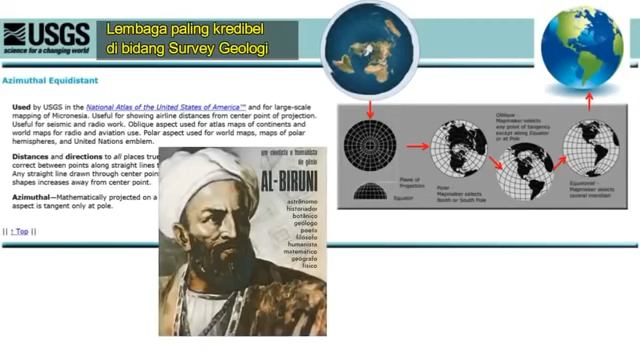 USGS
science for a changing world
Lembaga paling kredibel
di bidang Survey Geologi
Azimuthal Equidistant
Used by USGS in the National Atlas of the United States of America™ and for large-scale
mapping of Micronesia. Useful for showing airline distances from center point of projection.
Useful for seismic and radio work. Oblique aspect used for atlas maps of continents and
world maps for radio and aviation use. Polar aspect used for world maps, maps of polar
hemispheres, and United Nations emblem.
Distances and directions to all places true
correct between points along straight lines t
Any straight line drawn through center poin
shapes increases away from center point.
Azimuthal—Mathematically projected on a
aspect is tangent only at pole.
|| ↑ Top ||
um cientista e humanista
de gênio
AL-BIRUNI
astrônomo
historiador
botânico
geólogo
poeta
filósofo
humanista
matemático
geógrafo
físico
Plane of
Projection
Equator
Polar - Mapmaker selects
North or South Pole
Oblique - Mapmaker selects
any point of tangency
except along Equator
or at Pole
Equatorial -
Mapmaker selects